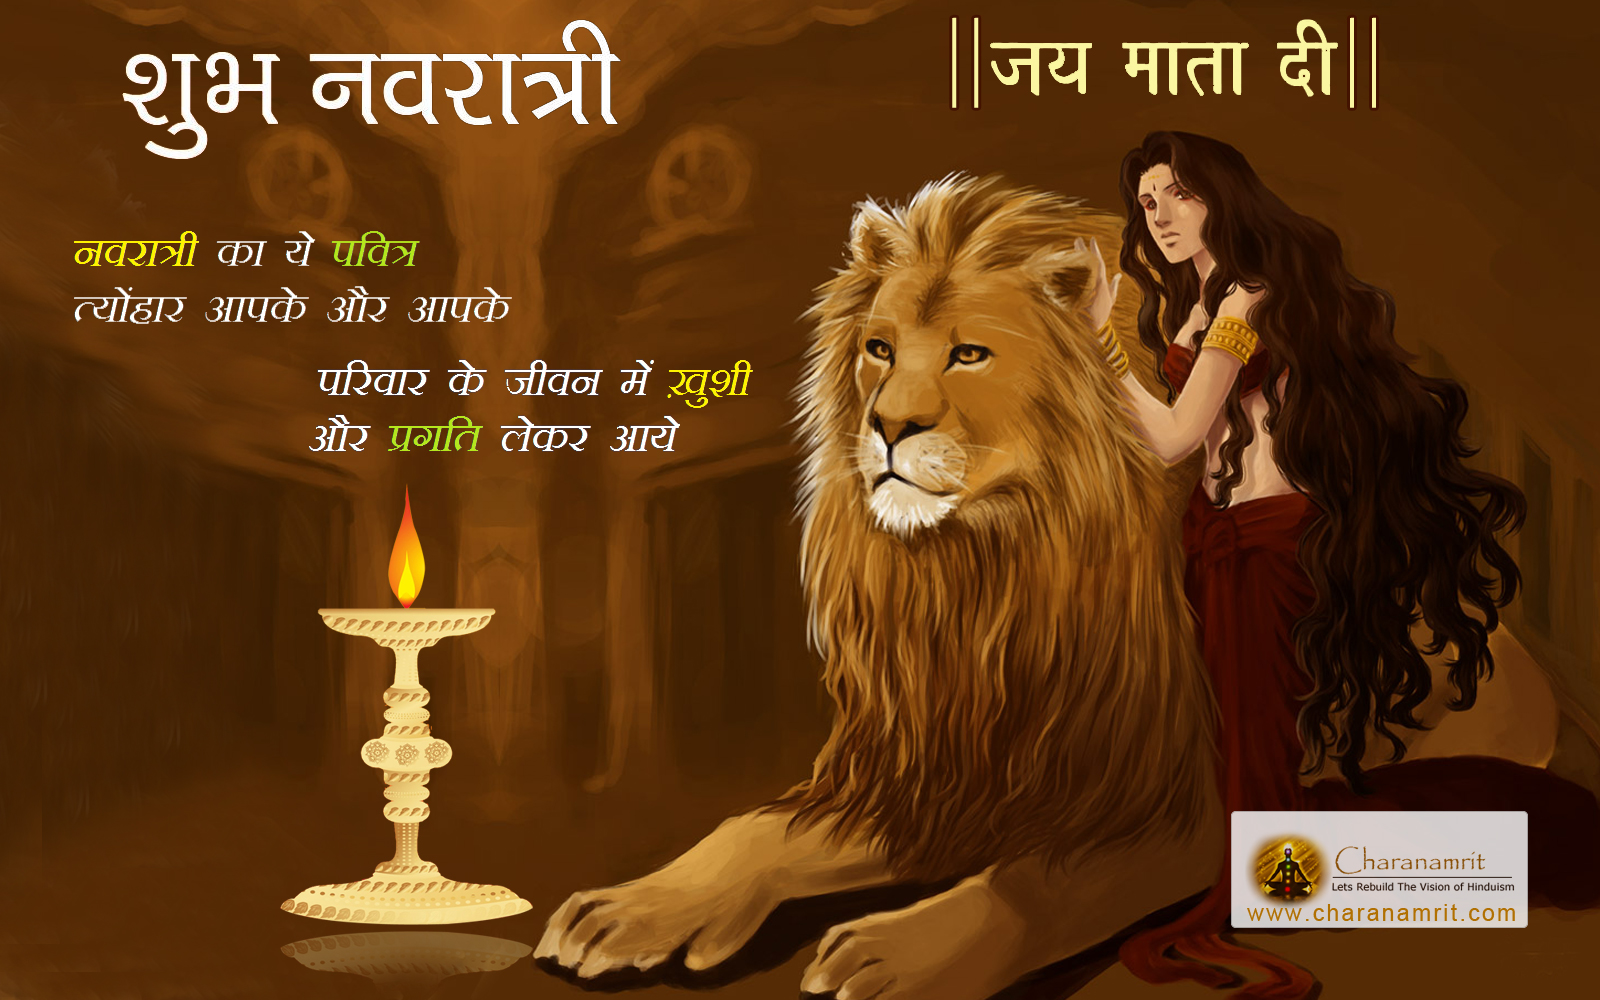 शुभ नवरात्री
||जय माता दी||
नवरात्री का ये पवित्र
त्योंहार आपके और आपके
परिवार के जीवन में ख़ुशी
और प्रगति लेकर आये
Charanamrit
Lets Rebuild The Vision of Hinduism
www.charanamrit.com